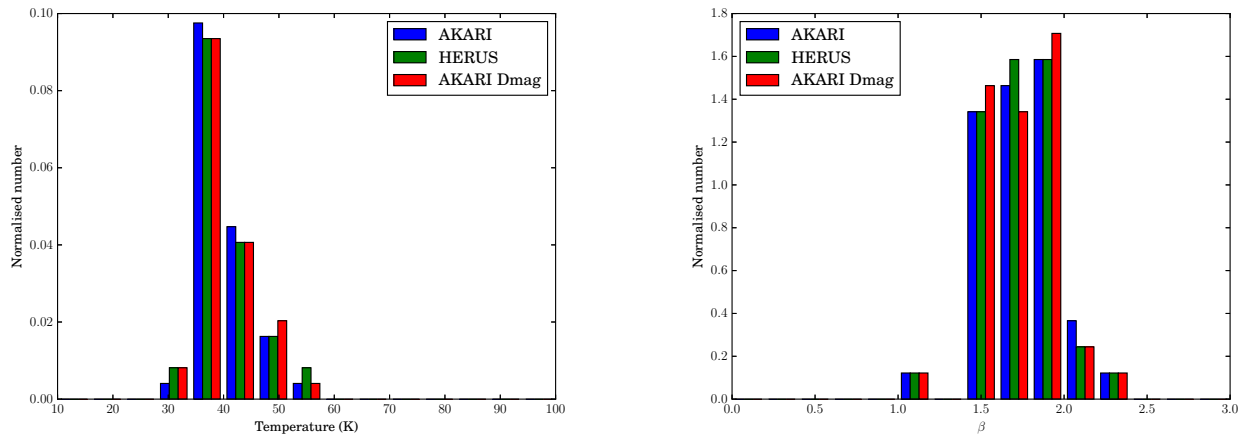 0.10
0.08
0.06
0.04
0.02
0.00
Normalised number
10 20 30 40 50 60 70 80 90 100
Temperature (K)
AKARI
HERUS
AKARI Dmag
1.8
1.6
1.4
1.2
1.0
0.8
0.6
0.4
0.2
0.0
Normalised number
0.0 0.5 1.0 1.5 2.0 2.5 3.0
β
AKARI
HERUS
AKARI Dmag